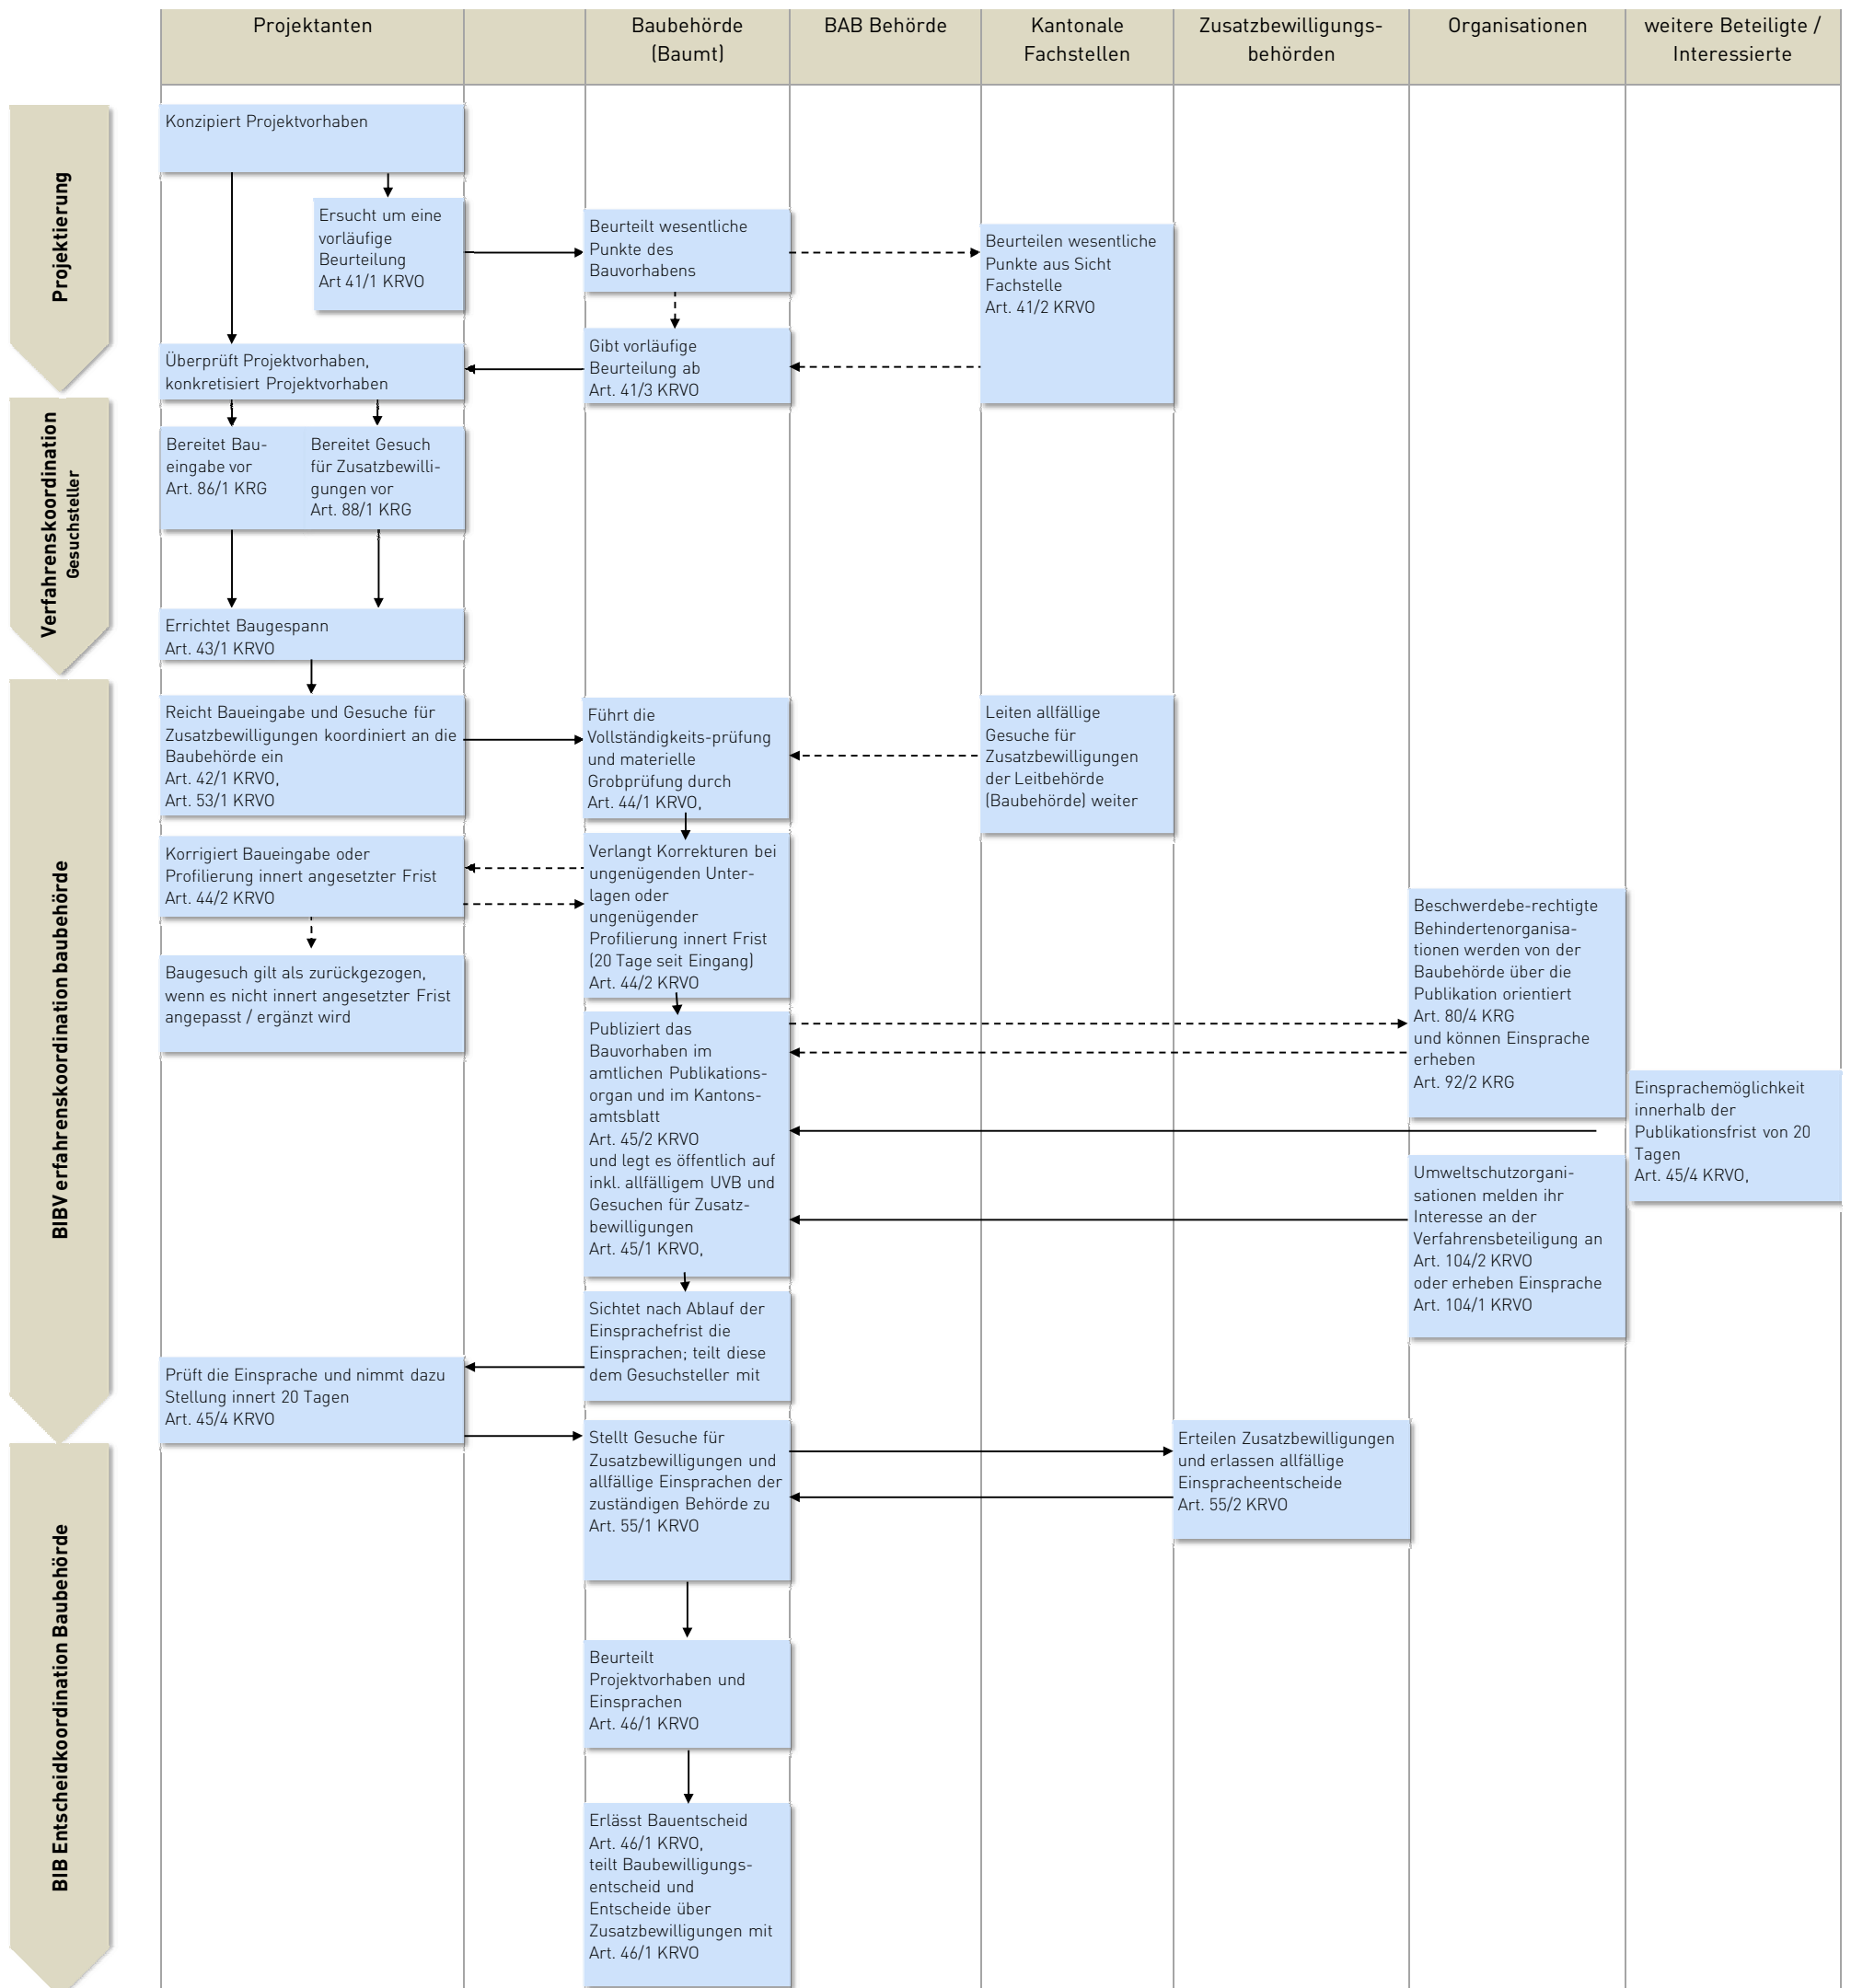 Projektanten
Baubehörde
(Baumt)
BAB Behörde
Kantonale
Fachstellen
Zusatzbewilligungs-
behörden
Organisationen
weitere Beteiligte /
Interessierte
Projektierung
Konzipiert Projektvorhaben
Ersucht um eine
vorläufige
Beurteilung
Art 41/1 KRVO
Beurteilt wesentliche
Punkte des
Bauvorhabens
Beurteilen wesentliche
Punkte aus Sicht
Fachstelle
Art. 41/2 KRVO
Gibt vorläufige
Beurteilung ab
Art. 41/3 KRVO
Überprüft Projektvorhaben,
konkretisiert Projektvorhaben
Verfahrenskoordination
Gesuchsteller
Bereitet Bau-
eingabe vor
Art. 86/1 KRG
Bereitet Gesuch
für Zusatzbewilli-
gungen vor
Art. 88/1 KRG
Errichtet Baugespann
Art. 43/1 KRVO
BIBV erfahrenskoordination baubehörde
Reicht Baueingabe und Gesuche für
Zusatzbewilligungen koordiniert an die
Baubehörde ein
Art. 42/1 KRVO,
Art. 53/1 KRVO
Führt die
Vollständigkeits-prüfung
und materielle
Grobprüfung durch
Art. 44/1 KRVO,
Leiten allfällige
Gesuche für
Zusatzbewilligungen
der Leitbehörde
(Baubehörde) weiter
Korrigiert Baueingabe oder
Profilierung innert angesetzter Frist
Art. 44/2 KRVO
Verlangt Korrekturen bei
ungenügenden Unter-
lagen oder
ungenügender
Profilierung innert Frist
(20 Tage seit Eingang)
Art. 44/2 KRVO
Baugesuch gilt als zurückgezogen,
wenn es nicht innert angesetzter Frist
angepasst / ergänzt wird
Beschwerdebe-rechtigte
Behindertenorganisa-
tionen werden von der
Baubehörde über die
Publikation orientiert
Art. 80/4 KRG
und können Einsprache
erheben
Art. 92/2 KRG
Publiziert das
Bauvorhaben im
amtlichen Publikations-
organ und im Kantons-
amtsblatt
Art. 45/2 KRVO
und legt es öffentlich auf
inkl. allfälligem UVB und
Gesuchen für Zusatz-
bewilligungen
Art. 45/1 KRVO,
Einsprachemöglichkeit
innerhalb der
Publikationsfrist von 20
Tagen
Art. 45/4 KRVO,
Umweltschutzorgani-
sationen melden ihr
Interesse an der
Verfahrensbeteiligung an
Art. 104/2 KRVO
oder erheben Einsprache
Art. 104/1 KRVO
Sichtet nach Ablauf der
Einsprachefrist die
Einsprachen; teilt diese
dem Gesuchsteller mit
Prüft die Einsprache und nimmt dazu
Stellung innert 20 Tagen
Art. 45/4 KRVO
BIB Entscheidkoordination Baubehörde
Stellt Gesuche für
Zusatzbewilligungen und
allfällige Einsprachen der
zuständigen Behörde zu
Art. 55/1 KRVO
Erteilen Zusatzbewilligungen
und erlassen allfällige
Einspracheentscheide
Art. 55/2 KRVO
Beurteilt
Projektvorhaben und
Einsprachen
Art. 46/1 KRVO
Erlässt Bauentscheid
Art. 46/1 KRVO,
teilt Baubewilligungs-
entscheid und
Entscheide über
Zusatzbewilligungen mit
Art. 46/1 KRVO